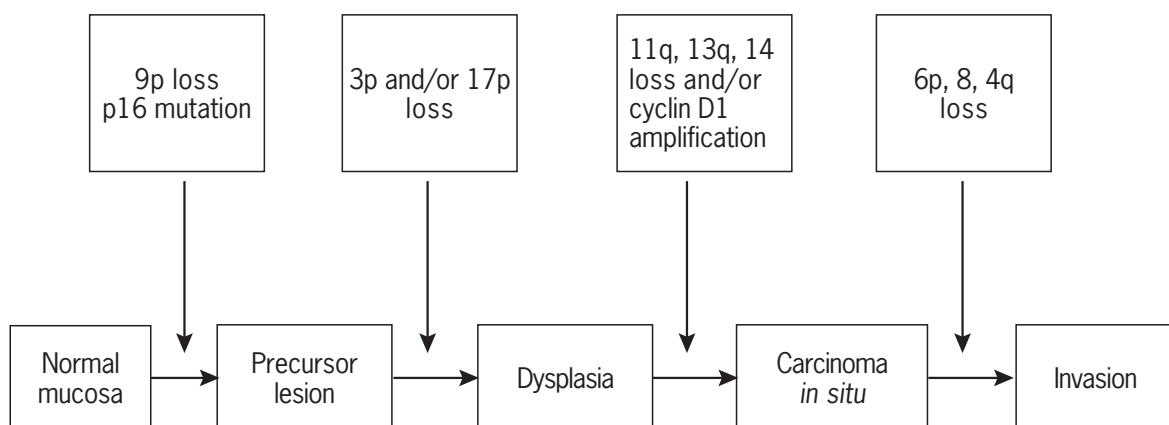 9p loss
p16 mutation
3p and/or 17p
loss
11q, 13q, 14
loss and/or
cyclin D1
amplification
6p, 8, 4q
loss
Normal
mucosa
Precursor
lesion
Dysplasia
Carcinoma
in situ
Invasion